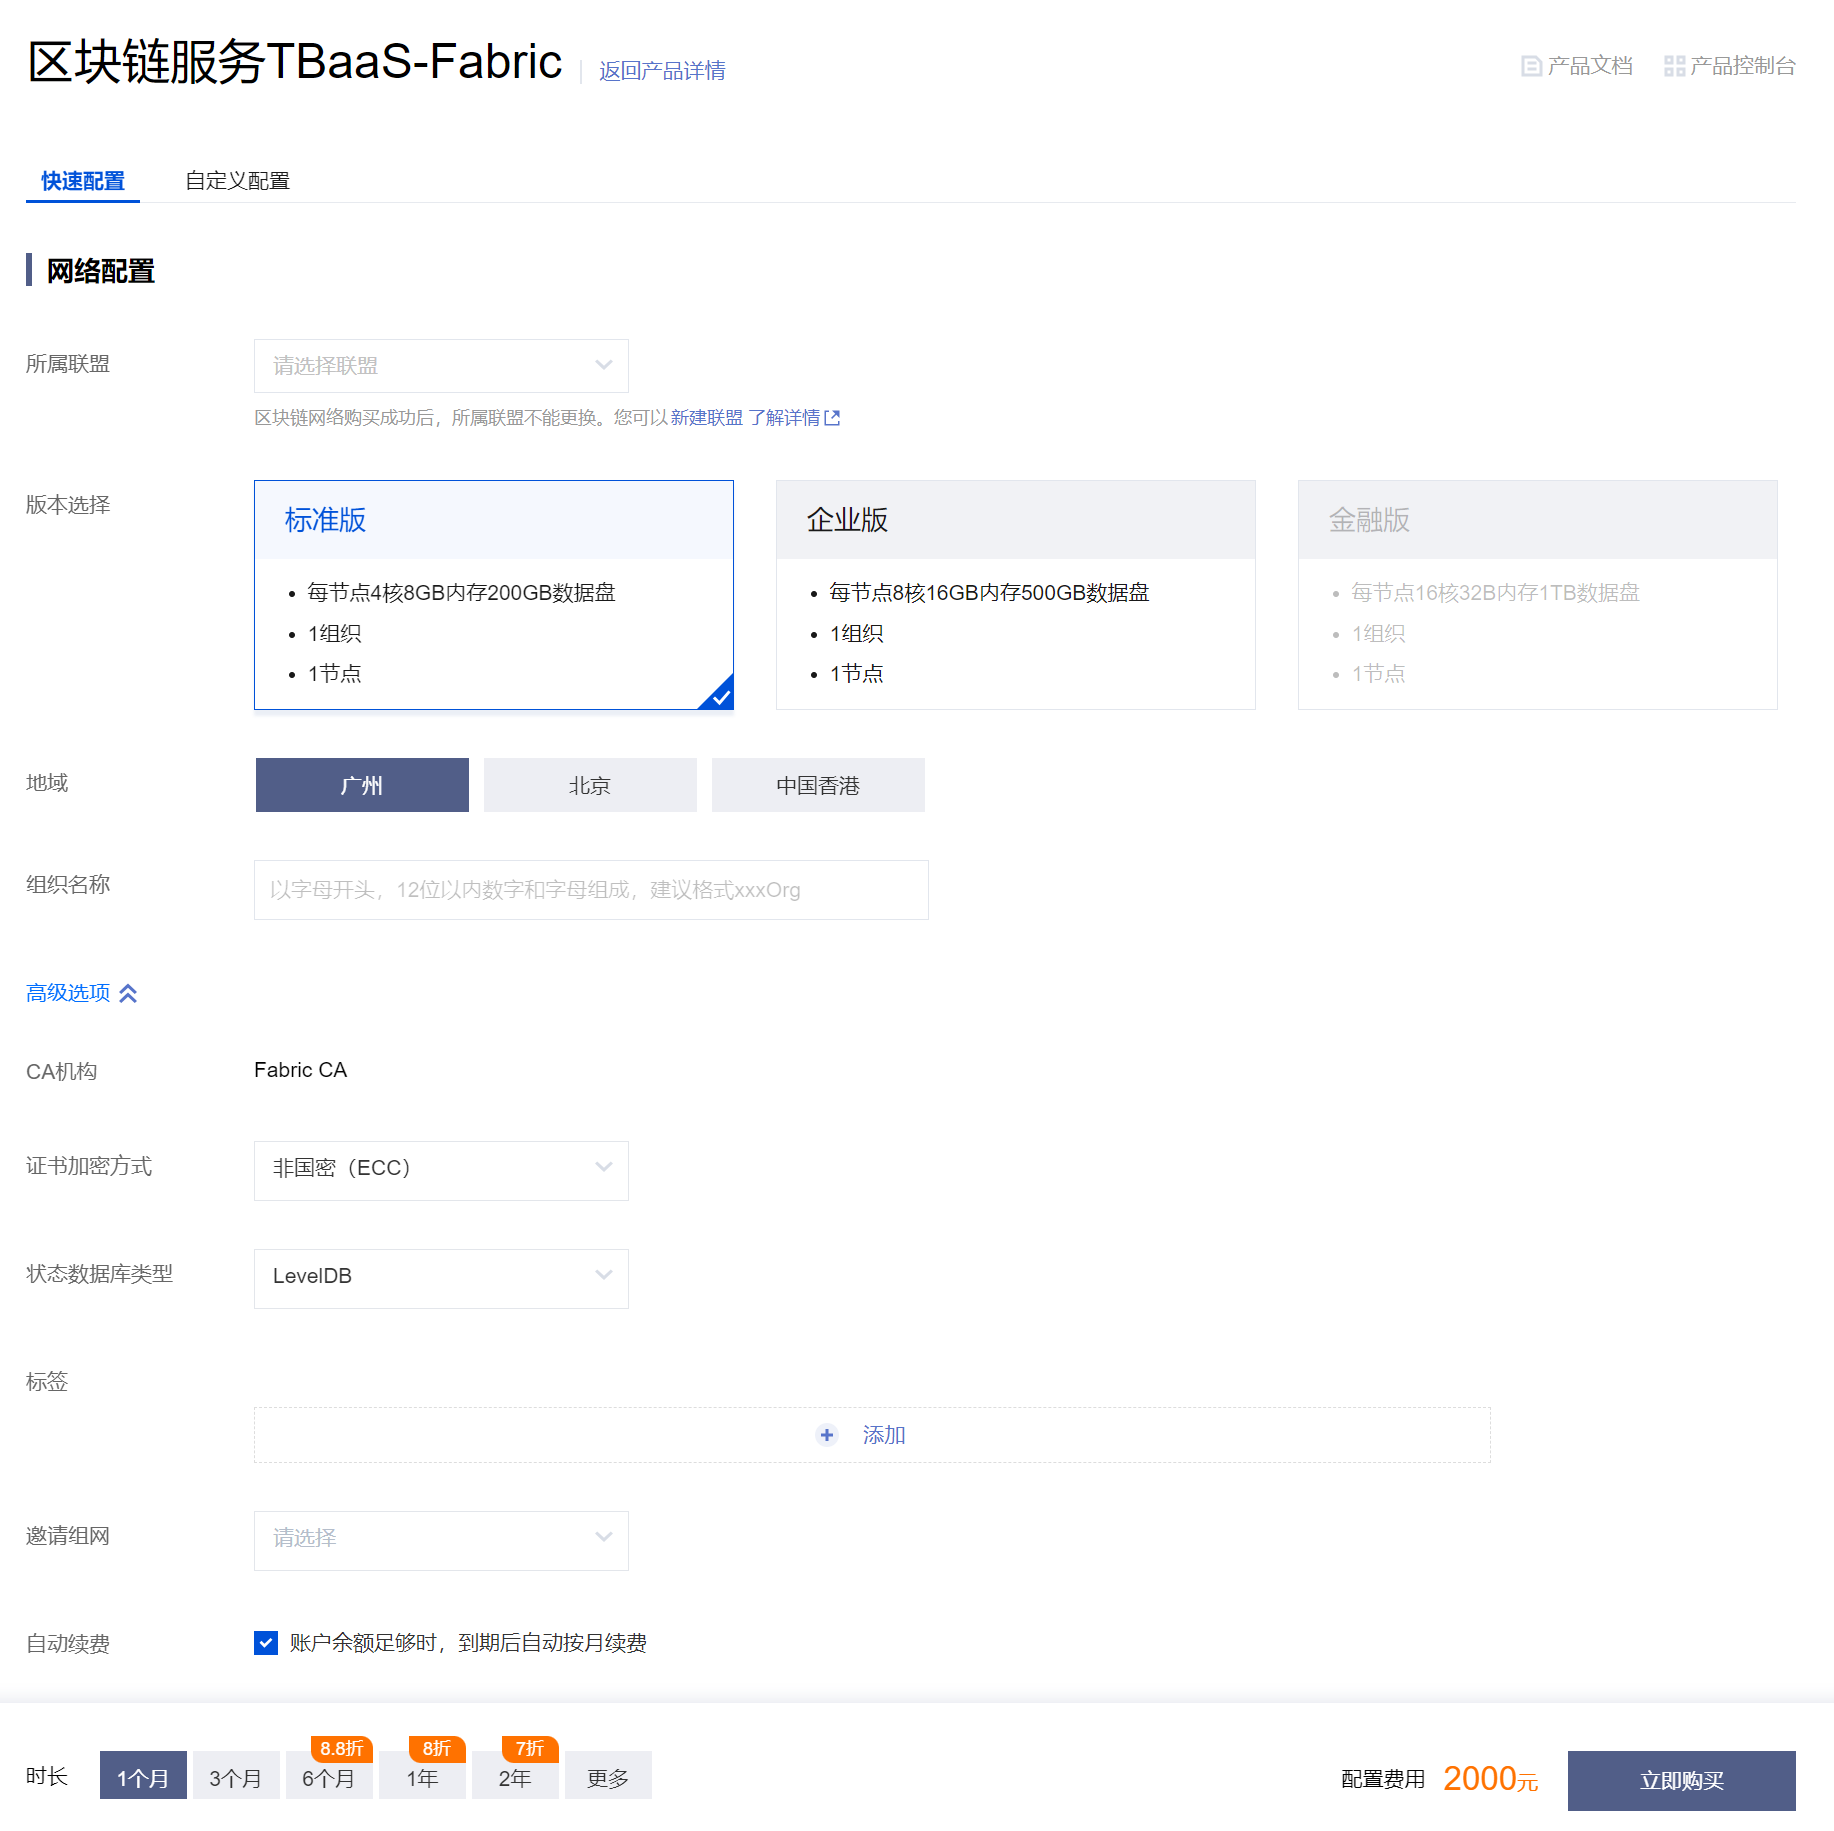 区块链服务TBaaS-Fabric 返回产品详情 产品文档 产品控制台
快速配置 自定义配置
网络配置
所属联盟 请选择联盟
区块链网络购买成功后，所属联盟不能更换。您可以 新建联盟 了解详情
版本选择
标准版
• 每节点4核8GB内存200GB数据盘
• 1组织
• 1节点
企业版
• 每节点8核16GB内存500GB数据盘
• 1组织
• 1节点
金融版
• 每节点16核32B内存1TB数据盘
• 1组织
• 1节点
地域 广州 北京 中国香港
组织名称 以字母开头，12位以内数字和字母组成，建议格式xxxOrg
高级选项
CA机构 Fabric CA
证书加密方式 非国密（ECC）
状态数据库类型 LevelDB
标签
+ 添加
邀请组网 请选择
自动续费 账户余额足够时，到期后自动按月续费
8.8折 8折 7折
时长 1个月 3个月 6个月 1年 2年 更多 配置费用 2000元 立即购买